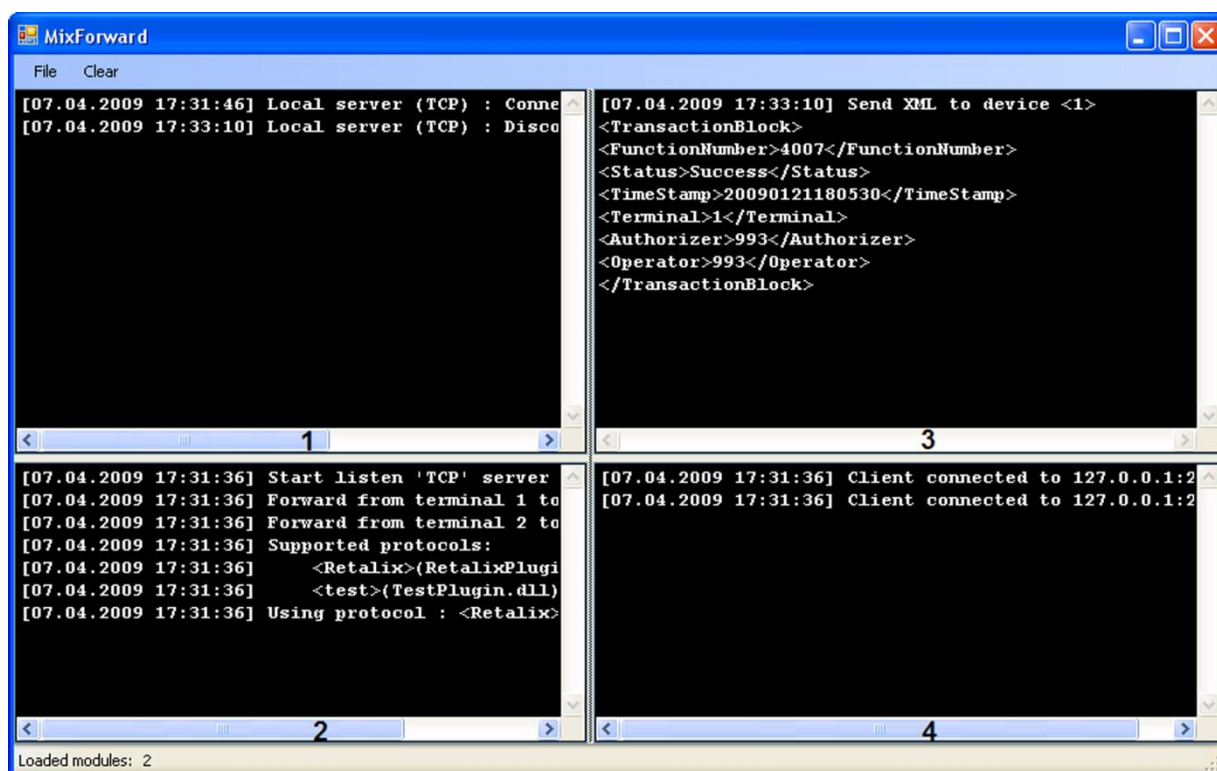 MixForward
File Clear
[07.04.2009 17:31:46] Local server (TCP) : Conne
[07.04.2009 17:33:10] Local server (TCP) : Disco
1
[07.04.2009 17:33:10] Send XML to device <1>
<TransactionBlock>
<FunctionNumber>4007</FunctionNumber>
<Status>Success</Status>
<TimeStamp>20090121180530</TimeStamp>
<Terminal>1</Terminal>
<Authorizer>993</Authorizer>
<Operator>993</Operator>
</TransactionBlock>
3
[07.04.2009 17:31:36] Start listen 'TCP' server
[07.04.2009 17:31:36] Forward from terminal 1 to
[07.04.2009 17:31:36] Forward from terminal 2 to
[07.04.2009 17:31:36] Supported protocols:
[07.04.2009 17:31:36] <Retalix>(RetalixPlugi
[07.04.2009 17:31:36] <test>(TestPlugin.dll)
[07.04.2009 17:31:36] Using protocol : <Retalix>
2
[07.04.2009 17:31:36] Client connected to 127.0.0.1:2
[07.04.2009 17:31:36] Client connected to 127.0.0.1:2
4
Loaded modules: 2